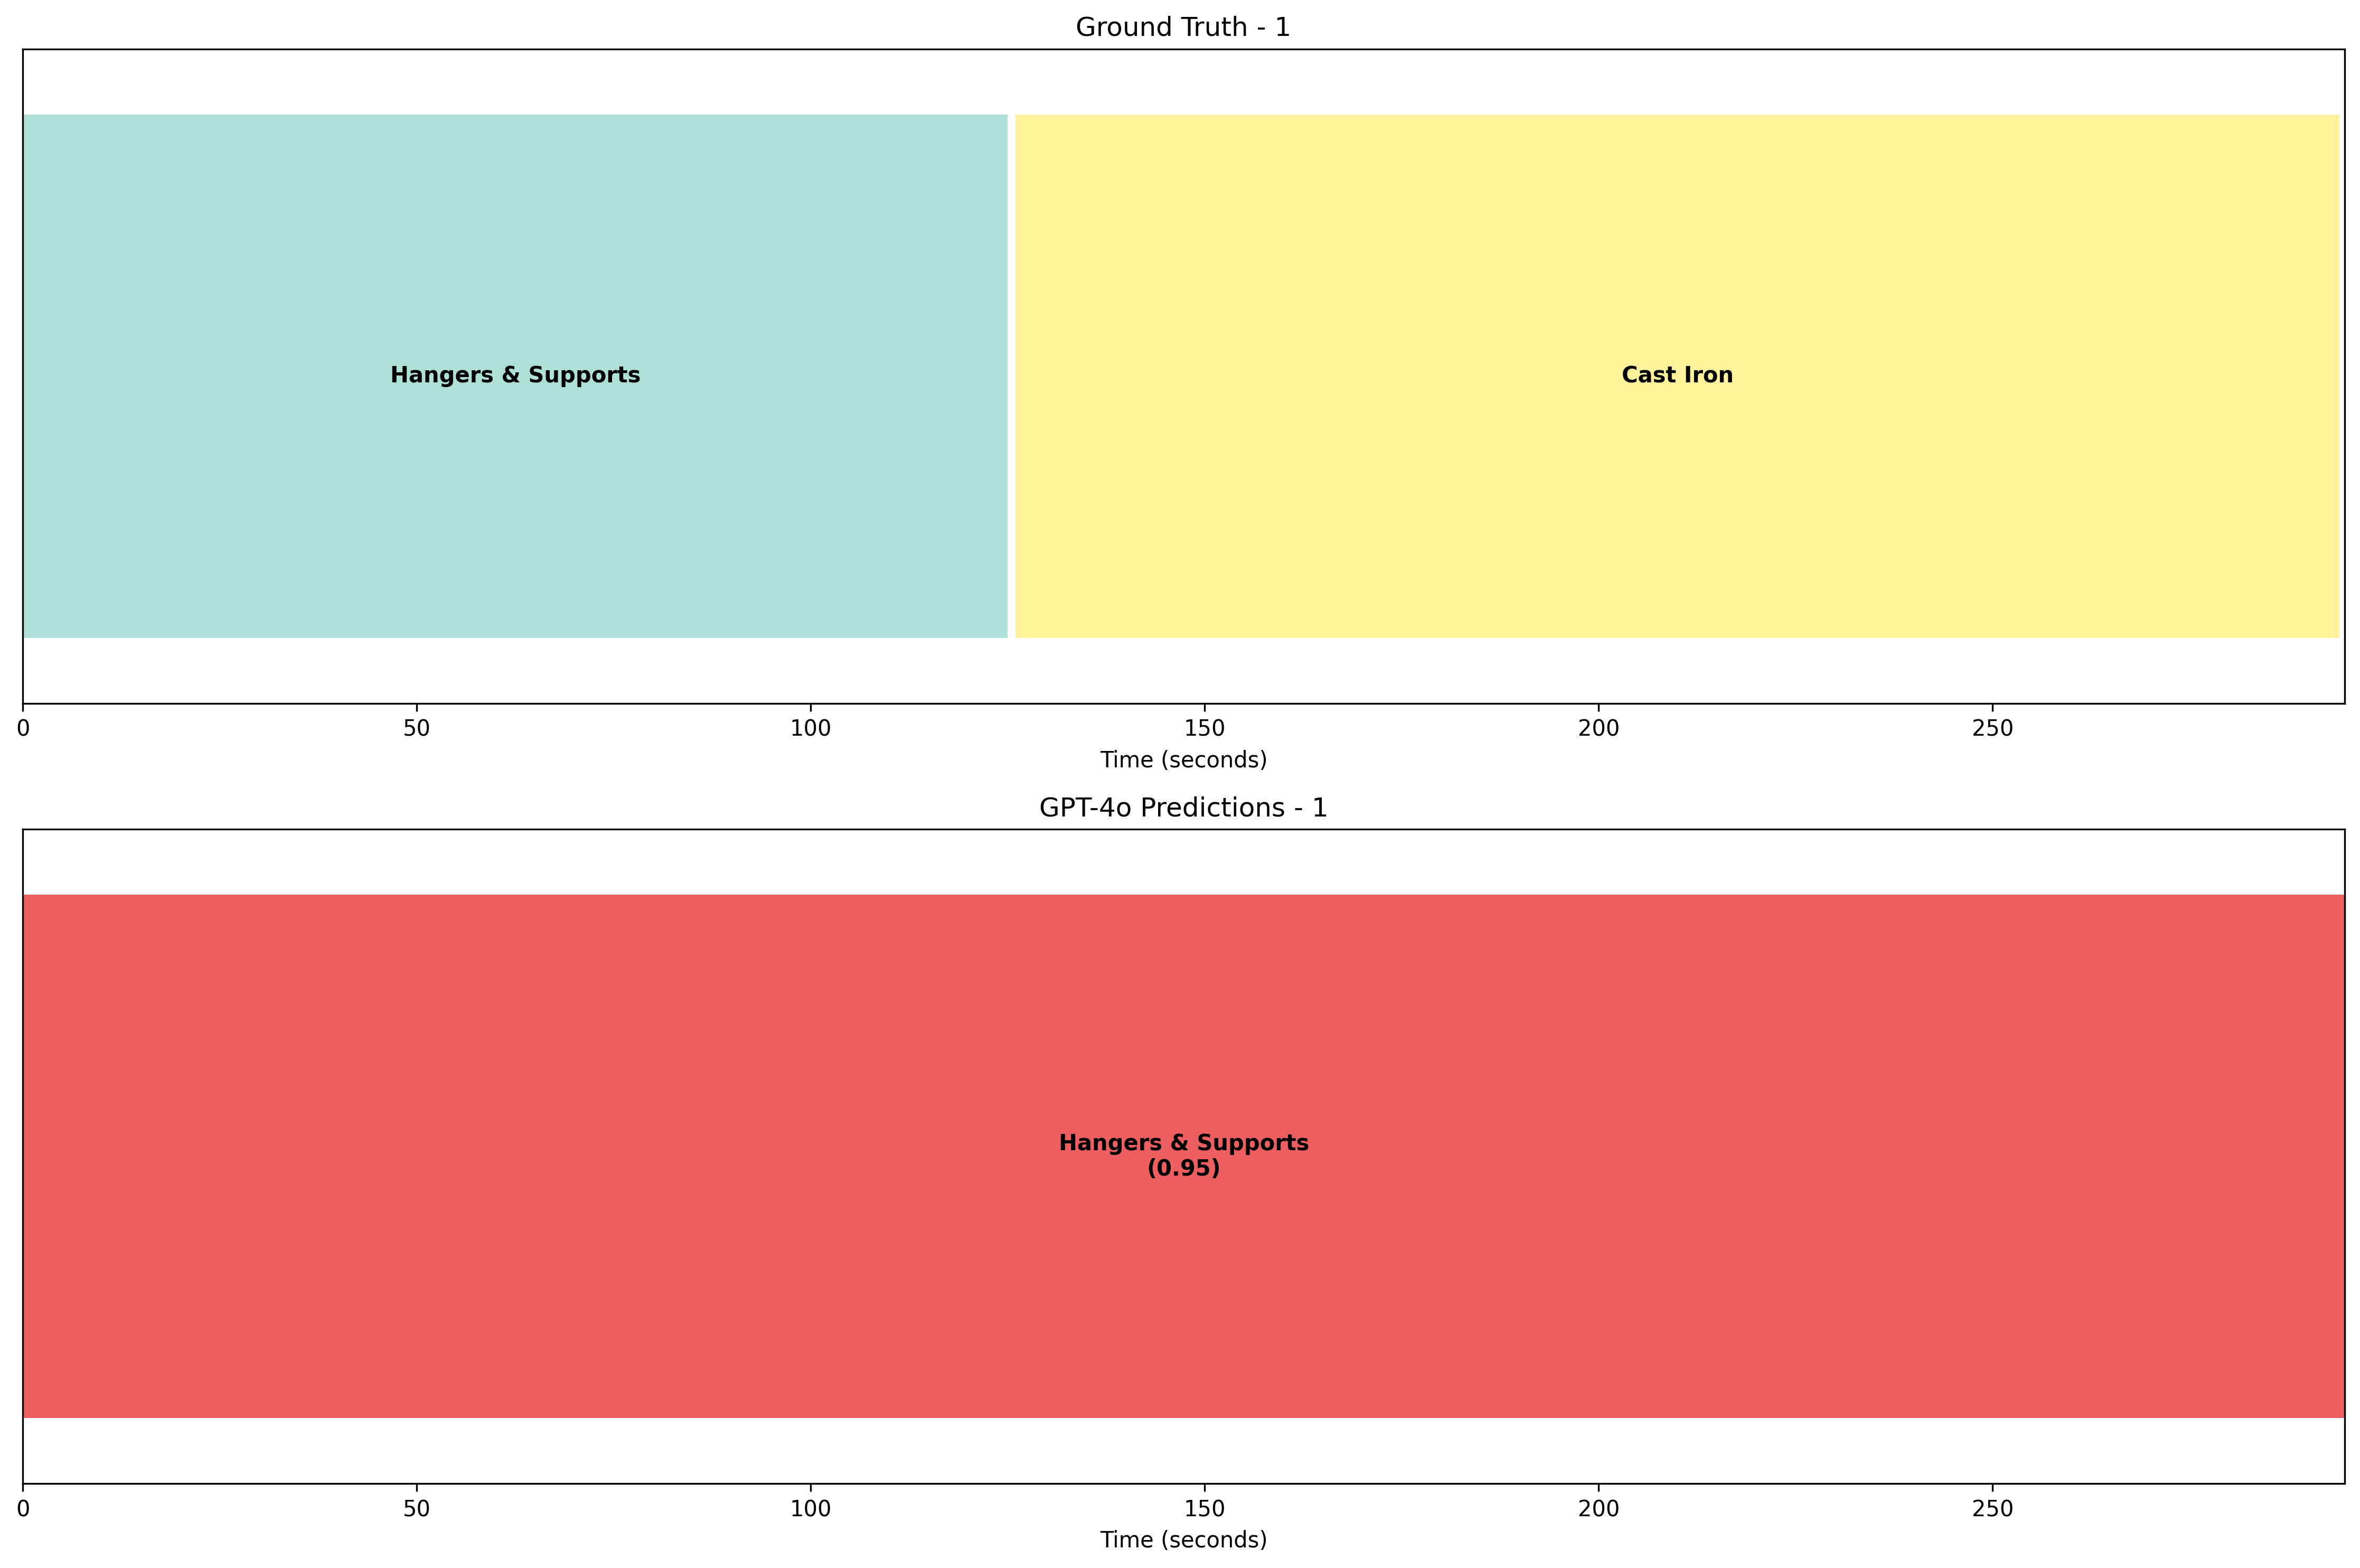 Ground Truth - 1
Hangers & Supports
Cast Iron
0 50 100 150 200 250
Time (seconds)
GPT-4o Predictions - 1
Hangers & Supports
(0.95)
0 50 100 150 200 250
Time (seconds)